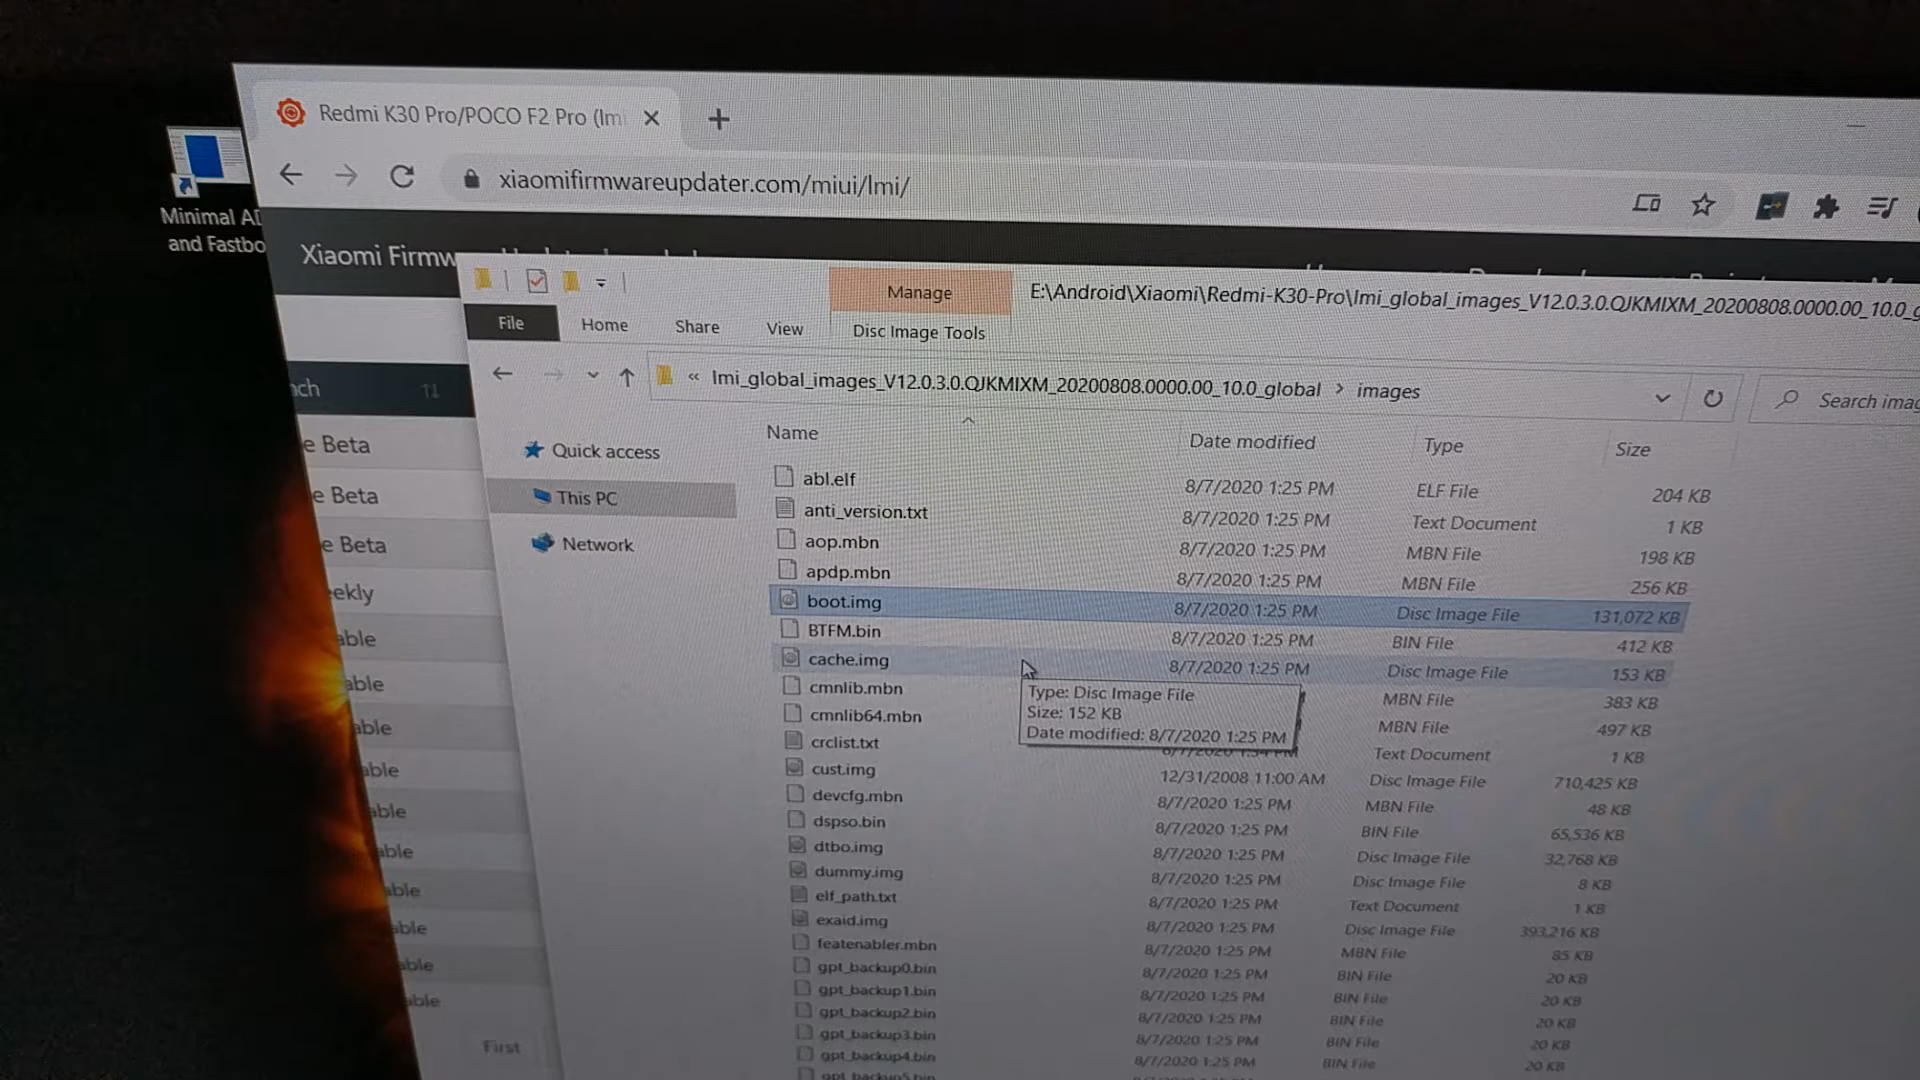 Redmi K30 Pro/POCO F2 Pro (lmi
xiaomifirmwareupdater.com/miui/lmi/
Minimal AD
and Fastbo
Xiaomi Firmw
Manage
E:\Android\Xiaomi\Redmi-K30-Pro\lmi_global_images_V12.0.3.0.QJKMIXM_20200808.0000.00_10.0_g
File Home Share View Disc Image Tools
« lmi_global_images_V12.0.3.0.QJKMIXM_20200808.0000.00_10.0_global > images
Search imag
nch
e Beta
e Beta
e Beta
eekly
able
able
able
able
able
able
able
able
able
able
First
Quick access
This PC
Network
Name Date modified Type Size
abl.elf 8/7/2020 1:25 PM ELF File 204 KB
anti_version.txt 8/7/2020 1:25 PM Text Document 1 KB
aop.mbn 8/7/2020 1:25 PM MBN File 198 KB
apdp.mbn 8/7/2020 1:25 PM MBN File 256 KB
boot.img 8/7/2020 1:25 PM Disc Image File 131,072 KB
BTFM.bin 8/7/2020 1:25 PM BIN File 412 KB
cache.img 8/7/2020 1:25 PM Disc Image File 153 KB
cmnlib.mbn MBN File 383 KB
cmnlib64.mbn MBN File 497 KB
crclist.txt Text Document 1 KB
cust.img 12/31/2008 11:00 AM Disc Image File 710,425 KB
devcfg.mbn 8/7/2020 1:25 PM MBN File 48 KB
dspso.bin 8/7/2020 1:25 PM BIN File 65,536 KB
dtbo.img 8/7/2020 1:25 PM Disc Image File 32,768 KB
dummy.img 8/7/2020 1:25 PM Disc Image File 8 KB
elf_path.txt 8/7/2020 1:25 PM Text Document 1 KB
exaid.img 8/7/2020 1:25 PM Disc Image File 393,216 KB
featenabler.mbn 8/7/2020 1:25 PM MBN File 85 KB
gpt_backup0.bin 8/7/2020 1:25 PM BIN File 20 KB
gpt_backup1.bin 8/7/2020 1:25 PM BIN File 20 KB
gpt_backup2.bin 8/7/2020 1:25 PM BIN File 20 KB
gpt_backup3.bin 8/7/2020 1:25 PM BIN File 20 KB
gpt_backup4.bin 8/7/2020 1:25 PM BIN File 20 KB
gpt_backup5.bin
Type: Disc Image File
Size: 152 KB
Date modified: 8/7/2020 1:25 PM